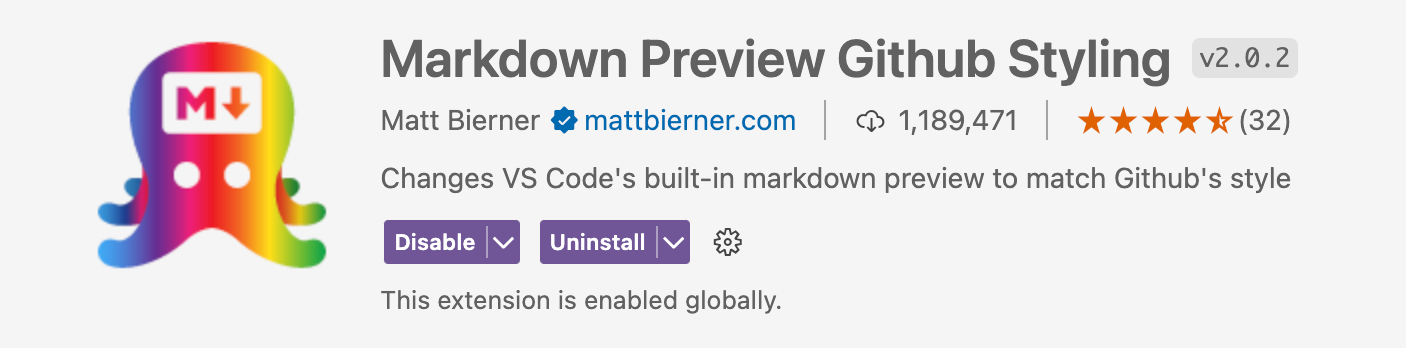 M
Markdown Preview Github Styling v2.0.2
Matt Bierner mattbierner.com 1,189,471 (32)
Changes VS Code's built-in markdown preview to match Github's style
Disable Uninstall
This extension is enabled globally.